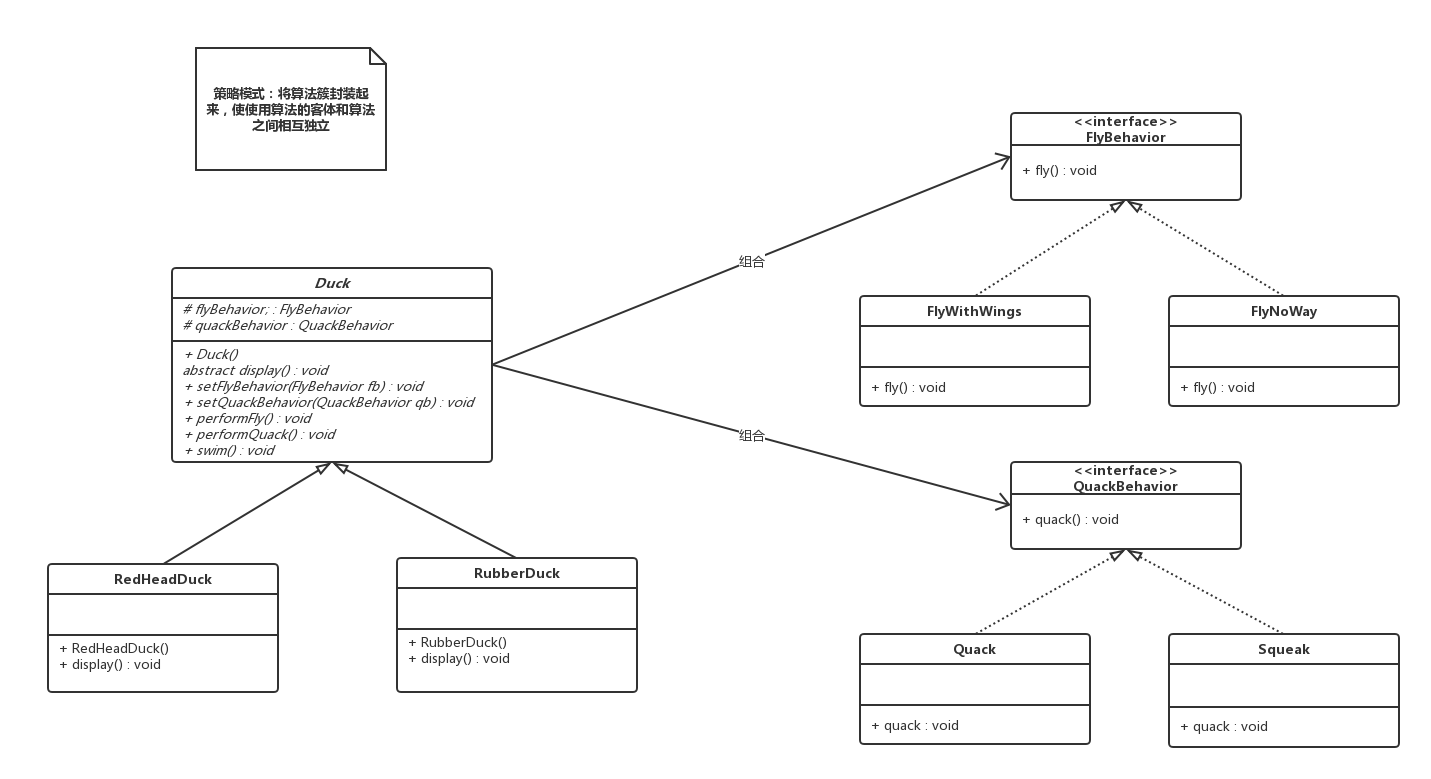 策略模式：将算法簇封装起
来，使使用算法的客体和算法
之间相互独立
<<interface>>
FlyBehavior
+ fly() : void
组合
Duck
# flyBehavior; : FlyBehavior
# quackBehavior : QuackBehavior
+ Duck()
abstract display() : void
+ setFlyBehavior(FlyBehavior fb) : void
+ setQuackBehavior(QuackBehavior qb) : void
+ performFly() : void
+ performQuack() : void
+ swim() : void
FlyWithWings
+ fly() : void
FlyNoWay
+ fly() : void
组合
<<interface>>
QuackBehavior
+ quack() : void
RedHeadDuck
+ RedHeadDuck()
+ display() : void
RubberDuck
+ RubberDuck()
+ display() : void
Quack
+ quack : void
Squeak
+ quack : void